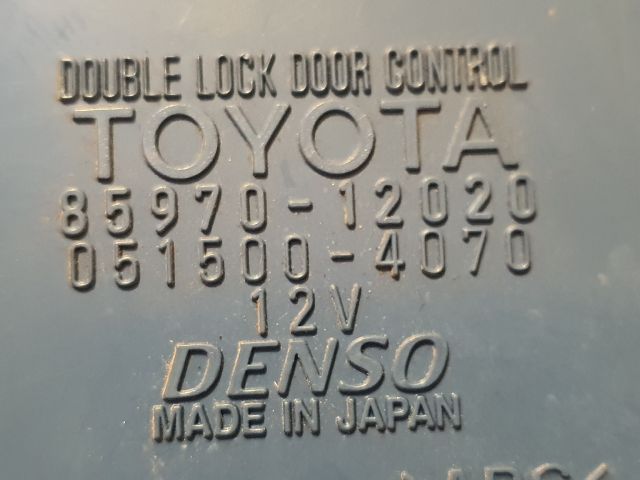 DOUBLE LOCK DOOR CONTROL
TOYOTA
85970-12020
051500-4070
12V
DENSO
MADE IN JAPAN